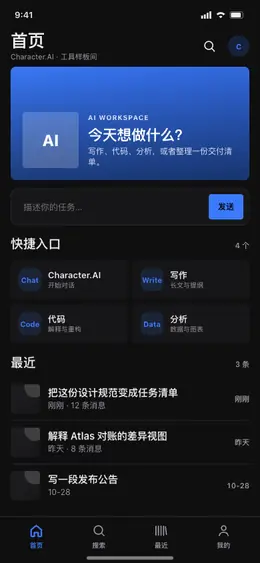 9:41
首页
Character.AI · 工具样板间
C
AI
AI WORKSPACE
今天想做什么?
写作、代码、分析，或者整理一份交付清
单。
描述你的任务...
发送
快捷入口
4 个
Chat
Character.AI
开始对话
Write
写作
长文与提纲
Code
代码
解释与重构
Data
分析
数据与图表
最近
3 条
把这份设计规范变成任务清单
刚刚 · 12 条消息
刚刚
解释 Atlas 对账的差异视图
昨天 · 8 条消息
昨天
写一段发布公告
10-28
10-28
首页
搜索
最近
我的